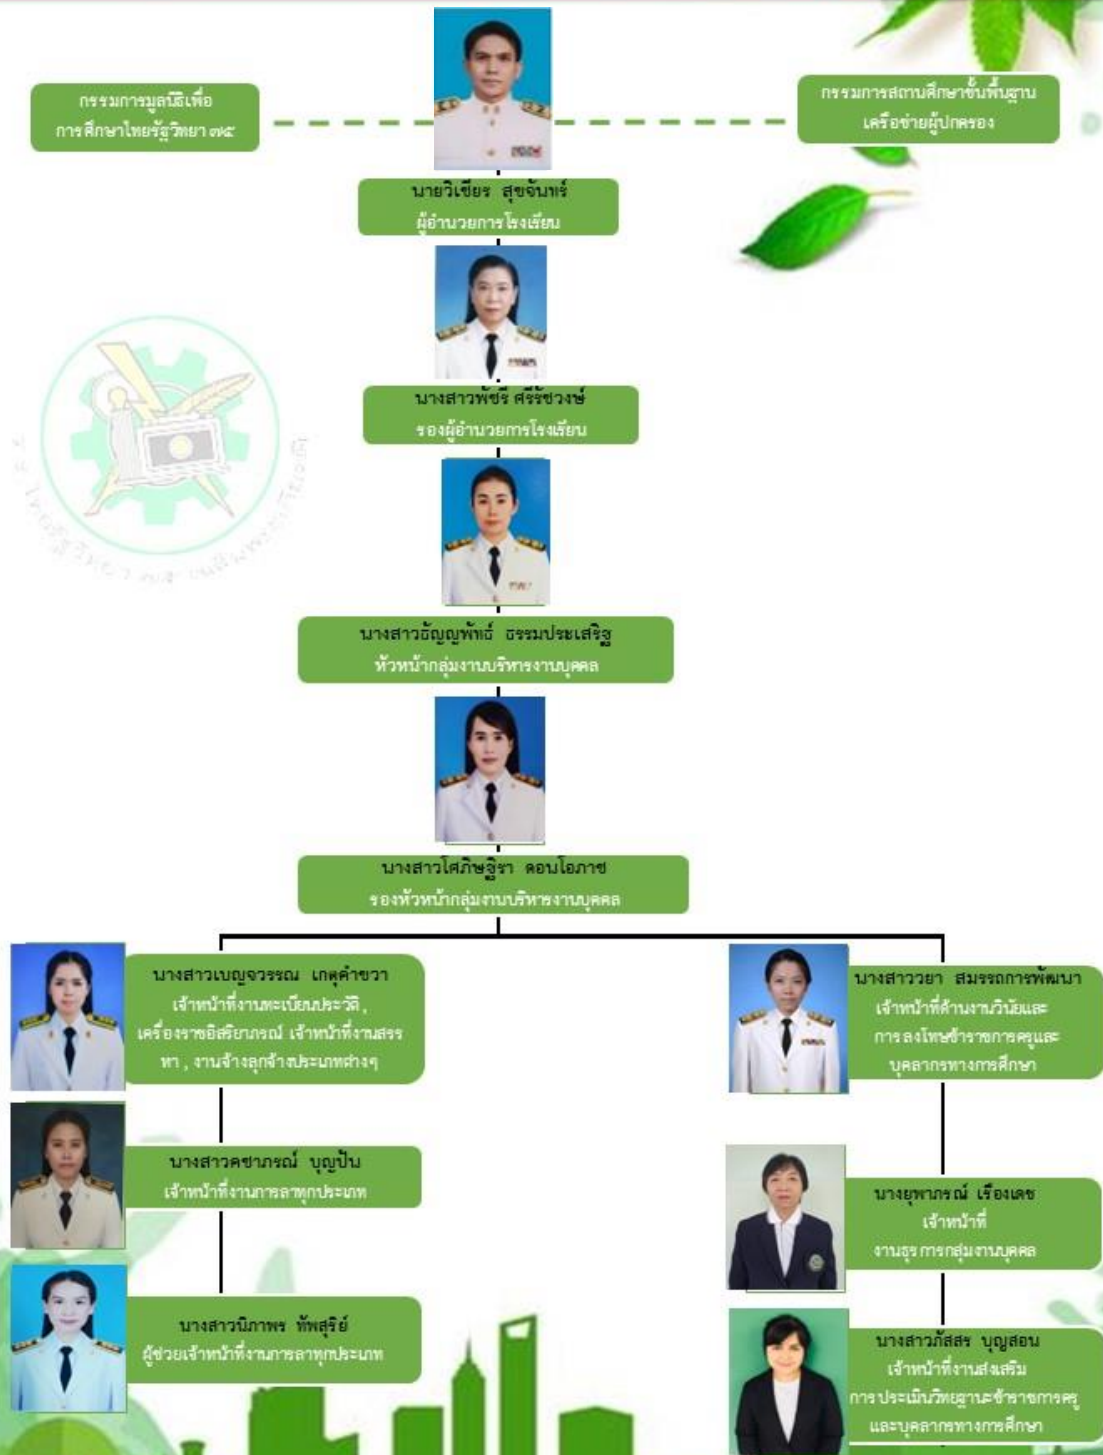 กรรมการมูลนิธิเพื่อ
การศึกษาไทยรัฐวิทยา ๗๕
กรรมการสถานศึกษาขั้นพื้นฐาน
เครือข่ายผู้ปกครอง
นายวิเชียร สุขจันทร์
ผู้อำนวยการโรงเรียน
นางสาวพัชรี ศรีรัชวงษ์
รองผู้อำนวยการโรงเรียน
นางสาวธัญญพัทธ์ ธรรมประเสริฐ
หัวหน้ากลุ่มงานบริหารงานบุคคล
นางสาวโศภิษฐิรา ดอนโอภาช
รองหัวหน้ากลุ่มงานบริหารงานบุคคล
นางสาวเบญจวรรณ เกตุคำขวา
เจ้าหน้าที่งานทะเบียนประวัติ ,
เครื่องราชอิสริยาภรณ์ เจ้าหน้าที่งานสรร
หา , งานจ้างลูกจ้างประเภทต่างๆ
นางสาวคชาภรณ์ บุญปัน
เจ้าหน้าที่งานการลาทุกประเภท
นางสาวนิภาพร ทัพสุริย์
ผู้ช่วยเจ้าหน้าที่งานการลาทุกประเภท
นางสาววยา สมรรถการพัฒนา
เจ้าหน้าที่ด้านงานวินัยและ
การลงโทษข้าราชการครูและ
บุคลากรทางการศึกษา
นางยุพาภรณ์ เรืองเดช
เจ้าหน้าที่
งานธุรการกลุ่มงานบุคคล
นางสาวภัสสร บุญสอน
เจ้าหน้าที่งานส่งเสริม
การประเมินวิทยฐานะข้าราชการครู
และบุคลากรทางการศึกษา